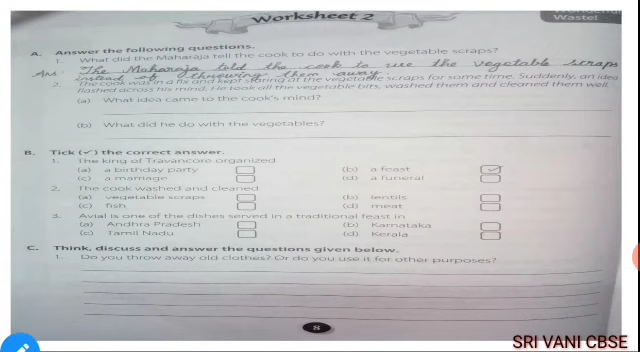 Worksheet 2
Waste!
A. Answer the following questions.
1. What did the Maharaja tell the cook to do with the vegetable scraps?
Ans: The Maharaja told the cook to use the vegetable scraps
instead of throwing them away.
2. The cook was in a fix and kept staring at the vegetable scraps for some time. Suddenly, an idea
flashed across his mind. He took all the vegetable bits, washed them and cleaned them well.
(a) What idea came to the cook's mind?
(b) What did he do with the vegetables?
B. Tick (✓) the correct answer.
1. The king of Travancore organized
(a) a birthday party (b) a feast ✓
(c) a marriage (d) a funeral
2. The cook washed and cleaned
(a) vegetable scraps (b) lentils
(c) fish (d) meat
3. Avial is one of the dishes served in a traditional feast in
(a) Andhra Pradesh (b) Karnataka
(c) Tamil Nadu (d) Kerala
C. Think, discuss and answer the questions given below.
1. Do you throw away old clothes? Or do you use it for other purposes?
8
SRI VANI CBSE